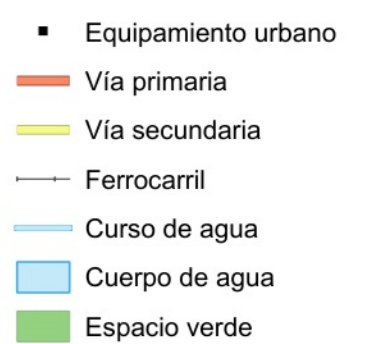 Equipamiento urbano
Vía primaria
Vía secundaria
Ferrocarril
Curso de agua
Cuerpo de agua
Espacio verde